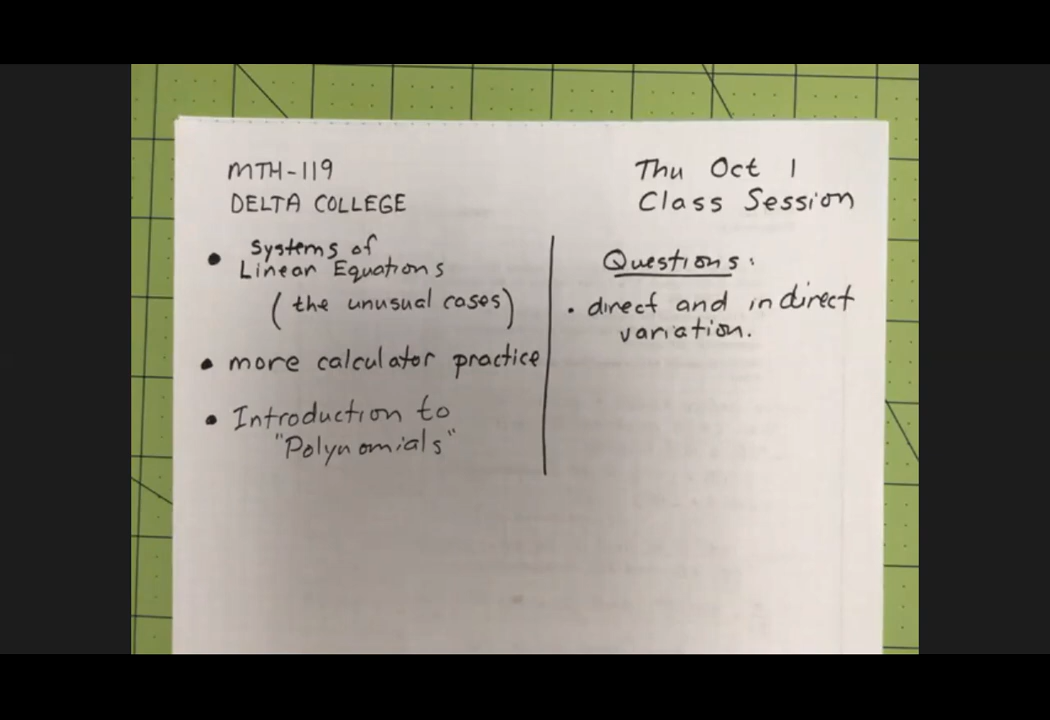 MTH-119
DELTA COLLEGE
Thu Oct 1
Class Session
• Systems of
Linear Equations
(the unusual cases)
• more calculator practice
• Introduction to
"Polynomials"
Questions:
• direct and indirect
variation.